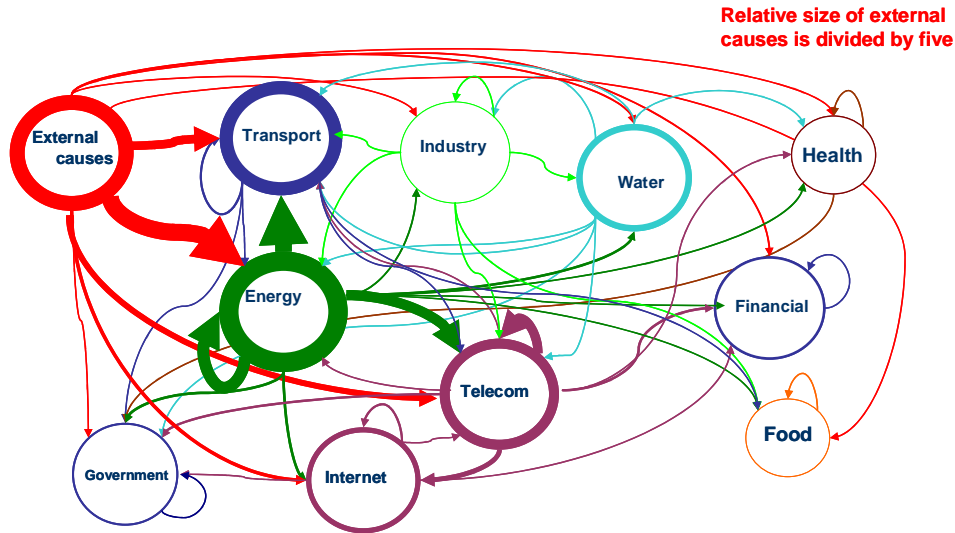 Relative size of external
causes is divided by five
External
causes
Transport
Industry
Water
Health
Energy
Financial
Telecom
Food
Government
Internet